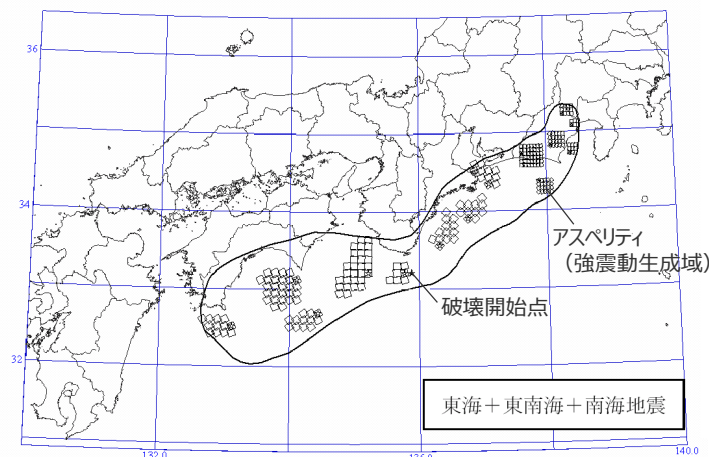 36
34
32
アスペリティ
（強震動生成域）
破壊開始点
東海＋東南海＋南海地震
132.0
136.0
140.0